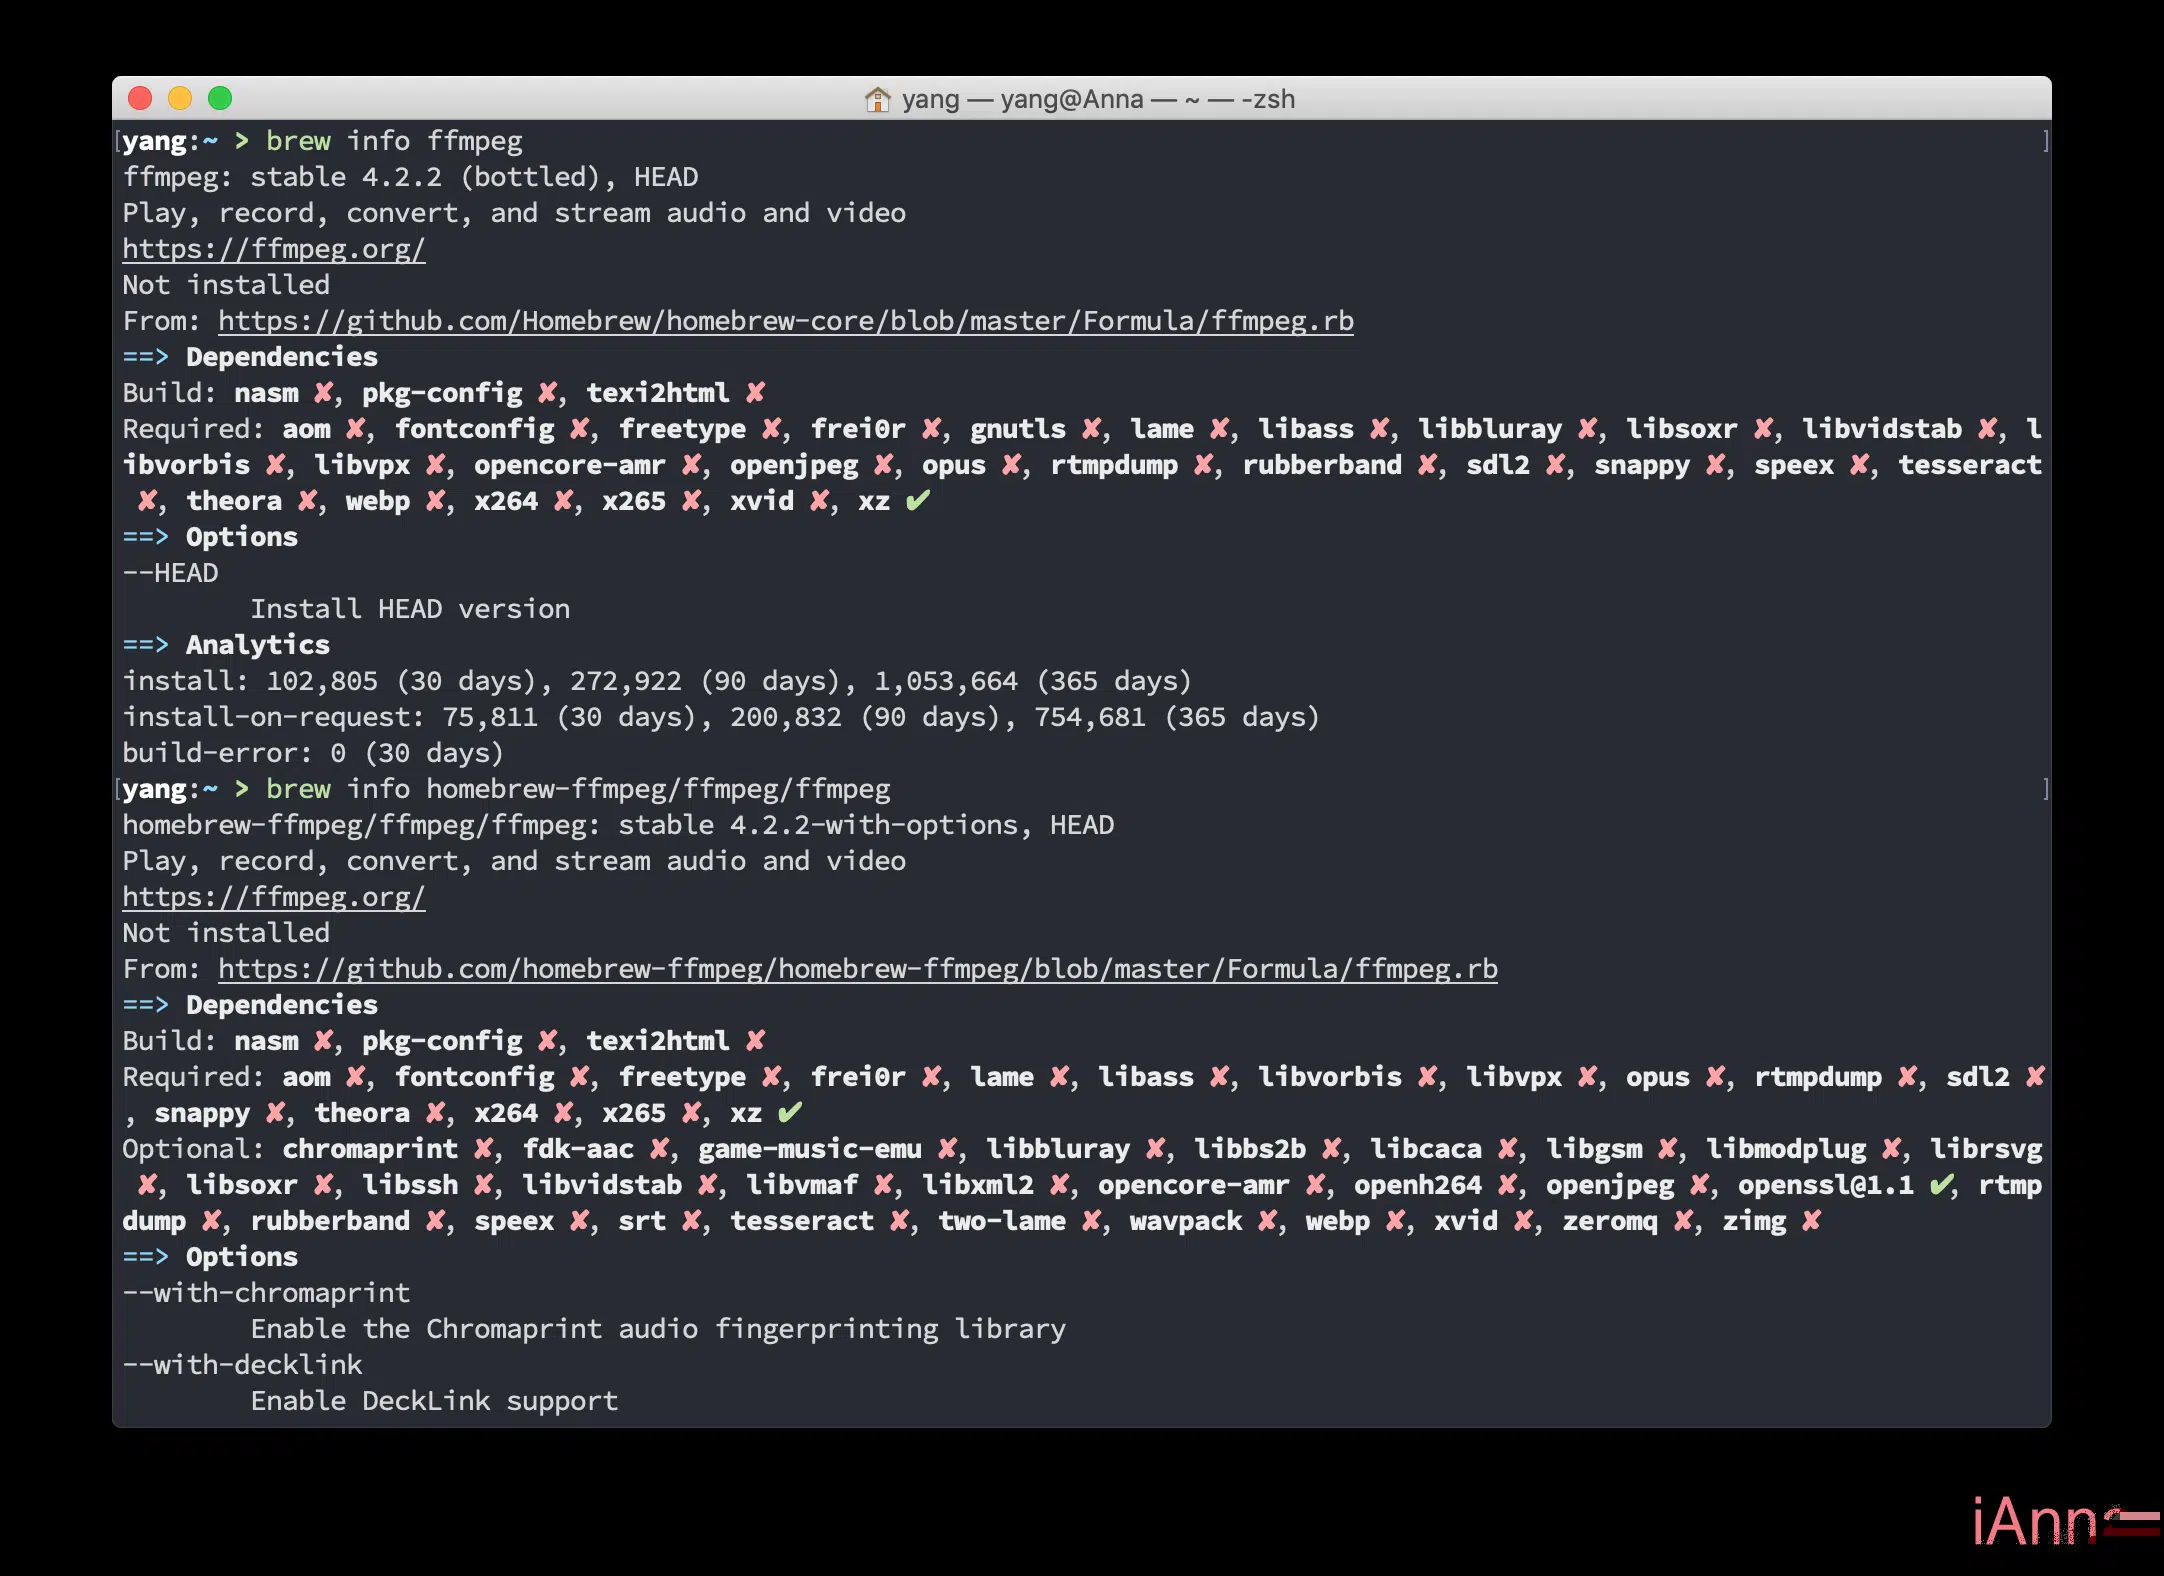 yang — yang@Anna — ~ — -zsh
[yang:~ > brew info ffmpeg ]
ffmpeg: stable 4.2.2 (bottled), HEAD
Play, record, convert, and stream audio and video
https://ffmpeg.org/
Not installed
From: https://github.com/Homebrew/homebrew-core/blob/master/Formula/ffmpeg.rb
==> Dependencies
Build: nasm ✘, pkg-config ✘, texi2html ✘
Required: aom ✘, fontconfig ✘, freetype ✘, frei0r ✘, gnutls ✘, lame ✘, libass ✘, libbluray ✘, libsoxr ✘, libvidstab ✘, l
ibvorbis ✘, libvpx ✘, opencore-amr ✘, openjpeg ✘, opus ✘, rtmpdump ✘, rubberband ✘, sdl2 ✘, snappy ✘, speex ✘, tesseract
✘, theora ✘, webp ✘, x264 ✘, x265 ✘, xvid ✘, xz ✔
==> Options
--HEAD
Install HEAD version
==> Analytics
install: 102,805 (30 days), 272,922 (90 days), 1,053,664 (365 days)
install-on-request: 75,811 (30 days), 200,832 (90 days), 754,681 (365 days)
build-error: 0 (30 days)
[yang:~ > brew info homebrew-ffmpeg/ffmpeg/ffmpeg ]
homebrew-ffmpeg/ffmpeg/ffmpeg: stable 4.2.2-with-options, HEAD
Play, record, convert, and stream audio and video
https://ffmpeg.org/
Not installed
From: https://github.com/homebrew-ffmpeg/homebrew-ffmpeg/blob/master/Formula/ffmpeg.rb
==> Dependencies
Build: nasm ✘, pkg-config ✘, texi2html ✘
Required: aom ✘, fontconfig ✘, freetype ✘, frei0r ✘, lame ✘, libass ✘, libvorbis ✘, libvpx ✘, opus ✘, rtmpdump ✘, sdl2 ✘
, snappy ✘, theora ✘, x264 ✘, x265 ✘, xz ✔
Optional: chromaprint ✘, fdk-aac ✘, game-music-emu ✘, libbluray ✘, libbs2b ✘, libcaca ✘, libgsm ✘, libmodplug ✘, librsvg
✘, libsoxr ✘, libssh ✘, libvidstab ✘, libvmaf ✘, libxml2 ✘, opencore-amr ✘, openh264 ✘, openjpeg ✘, openssl@1.1 ✔, rtmp
dump ✘, rubberband ✘, speex ✘, srt ✘, tesseract ✘, two-lame ✘, wavpack ✘, webp ✘, xvid ✘, zeromq ✘, zimg ✘
==> Options
--with-chromaprint
Enable the Chromaprint audio fingerprinting library
--with-decklink
Enable DeckLink support